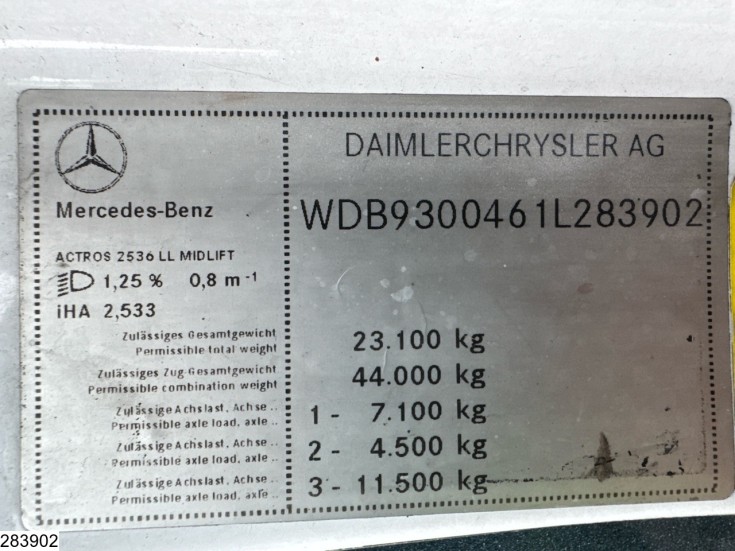 DAIMLERCHRYSLER AG
Mercedes-Benz
WDB9300461L283902
ACTROS 2536 LL MIDLIFT
1,25 % 0,8 m -1
iHA 2,533
Zulässiges Gesamtgewicht
Permissible total weight
23.100 kg
Zulässiges Zug-Gesamtgewicht
Permissible combination weight
44.000 kg
Zulässige Achslast, Achse ..
Permissible axle load, axle ..
1 - 7.100 kg
Zulässige Achslast, Achse ..
Permissible axle load, axle ..
2 - 4.500 kg
Zulässige Achslast, Achse ..
Permissible axle load, axle ..
3 - 11.500 kg
283902